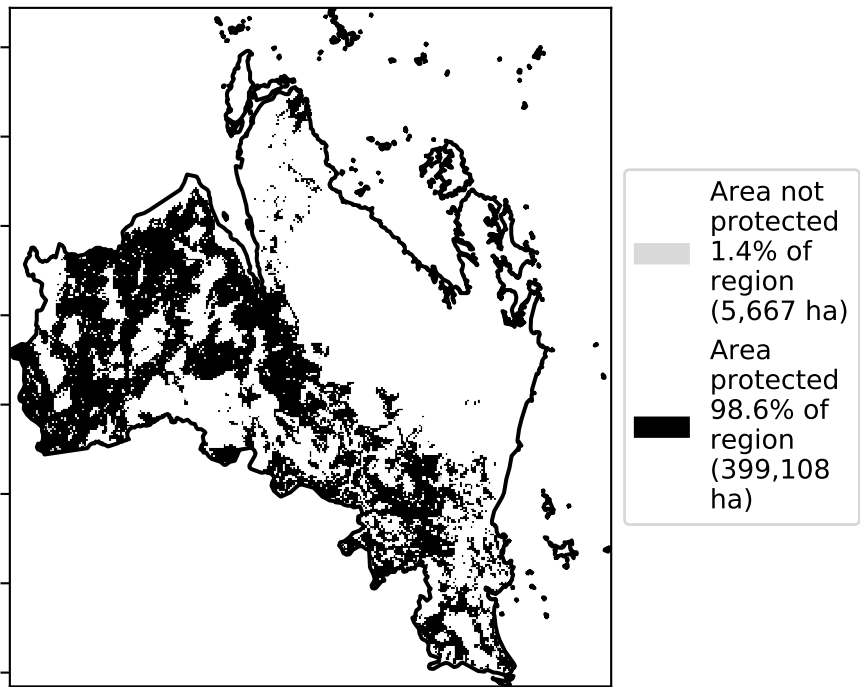 Area not
protected
1.4% of
region
(5,667 ha)
Area
protected
98.6% of
region
(399,108
ha)